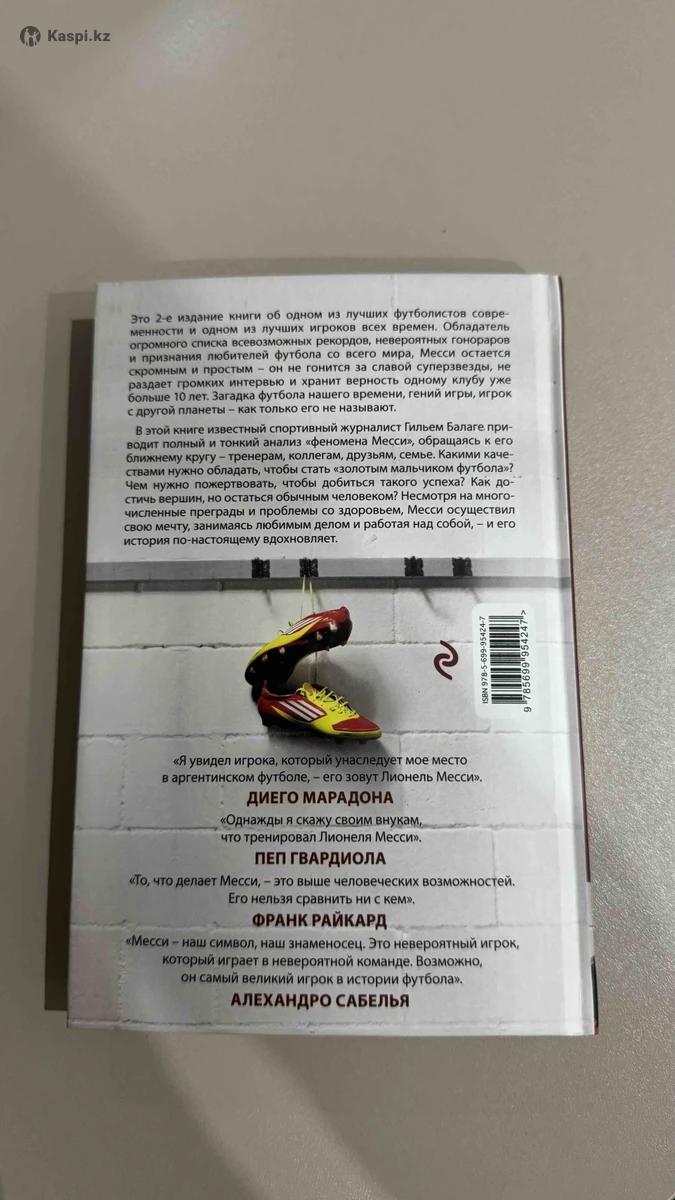 Kaspi.kz
Это 2-е издание книги об одном из лучших футболистов совре-
менности и одном из лучших игроков всех времен. Обладатель
огромного списка всевозможных рекордов, невероятных гонораров
и признания любителей футбола со всего мира, Месси остается
скромным и простым – он не гонится за славой суперзвезды, не
раздает громких интервью и хранит верность одному клубу уже
больше 10 лет. Загадка футбола нашего времени, гений игры, игрок
с другой планеты – как только его не называют.
В этой книге известный спортивный журналист Гильем Балаге при-
водит полный и тонкий анализ «феномена Месси», обращаясь к его
ближнему кругу – тренерам, коллегам, друзьям, семье. Какими каче-
ствами нужно обладать, чтобы стать «золотым мальчиком футбола»?
Чем нужно пожертвовать, чтобы добиться такого успеха? Как до-
стичь вершин, но остаться обычным человеком? Несмотря на много-
численные преграды и проблемы со здоровьем, Месси осуществил
свою мечту, занимаясь любимым делом и работая над собой, – и его
история по-настоящему вдохновляет.
ISBN 978-5-699-95424-7
9 785699 954247 >
«Я увидел игрока, который унаследует мое место
в аргентинском футболе, – его зовут Лионель Месси».
ДИЕГО МАРАДОНА
«Однажды я скажу своим внукам,
что тренировал Лионеля Месси».
ПЕП ГВАРДИОЛА
«То, что делает Месси, – это выше человеческих возможностей.
Его нельзя сравнить ни с кем».
ФРАНК РАЙКАРД
«Месси – наш символ, наш знаменосец. Это невероятный игрок,
который играет в невероятной команде. Возможно,
он самый великий игрок в истории футбола».
АЛЕХАНДРО САБЕЛЬЯ